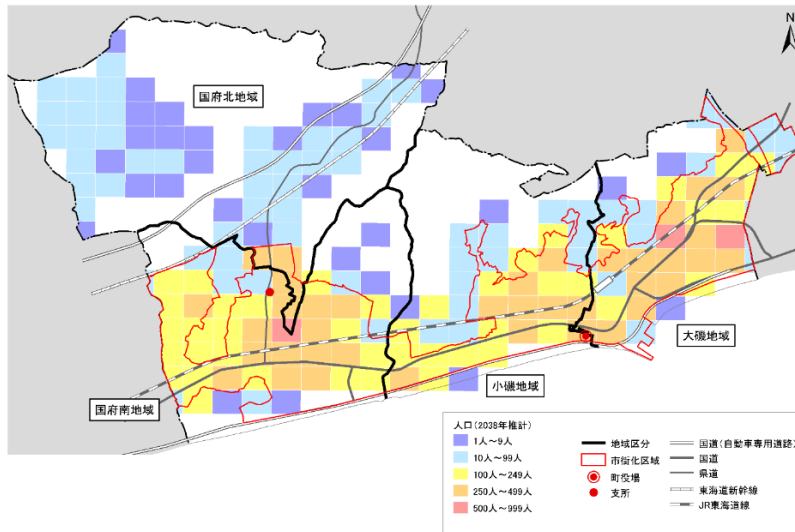 N
国府北地域
大磯地域
小磯地域
国府南地域
人口(2038年推計)
1人～9人
10人～99人
100人～249人
250人～499人
500人～999人
地域区分
市街化区域
町役場
支所
国道(自動車専用道路)
国道
県道
東海道新幹線
JR東海道線